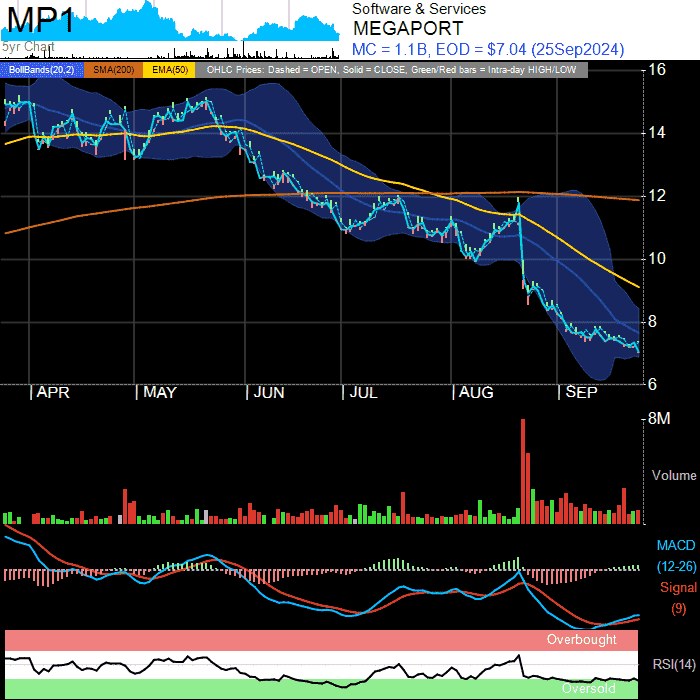 MP1
5yr Chart
Software & Services
MEGAPORT
MC = 1.1B, EOD = $7.04 (25Sep2024)
BollBands(20,2) SMA(200) EMA(50) OHLC Prices: Dashed = OPEN, Solid = CLOSE, Green/Red bars = Intra-day HIGH/LOW
16
14
12
10
8
6
APR MAY JUN JUL AUG SEP
8M
Volume
MACD
(12-26)
Signal
(9)
Overbought
RSI(14)
Oversold